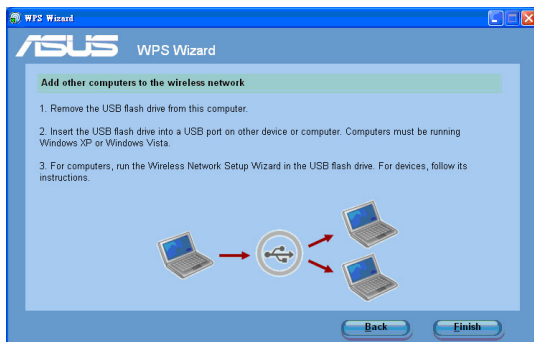 WPS Wizard
ASUS WPS Wizard
Add other computers to the wireless network
1. Remove the USB flash drive from this computer.
2. Insert the USB flash drive into a USB port on other device or computer. Computers must be running
Windows XP or Windows Vista.
3. For computers, run the Wireless Network Setup Wizard in the USB flash drive. For devices, follow its
instructions.
Back Finish